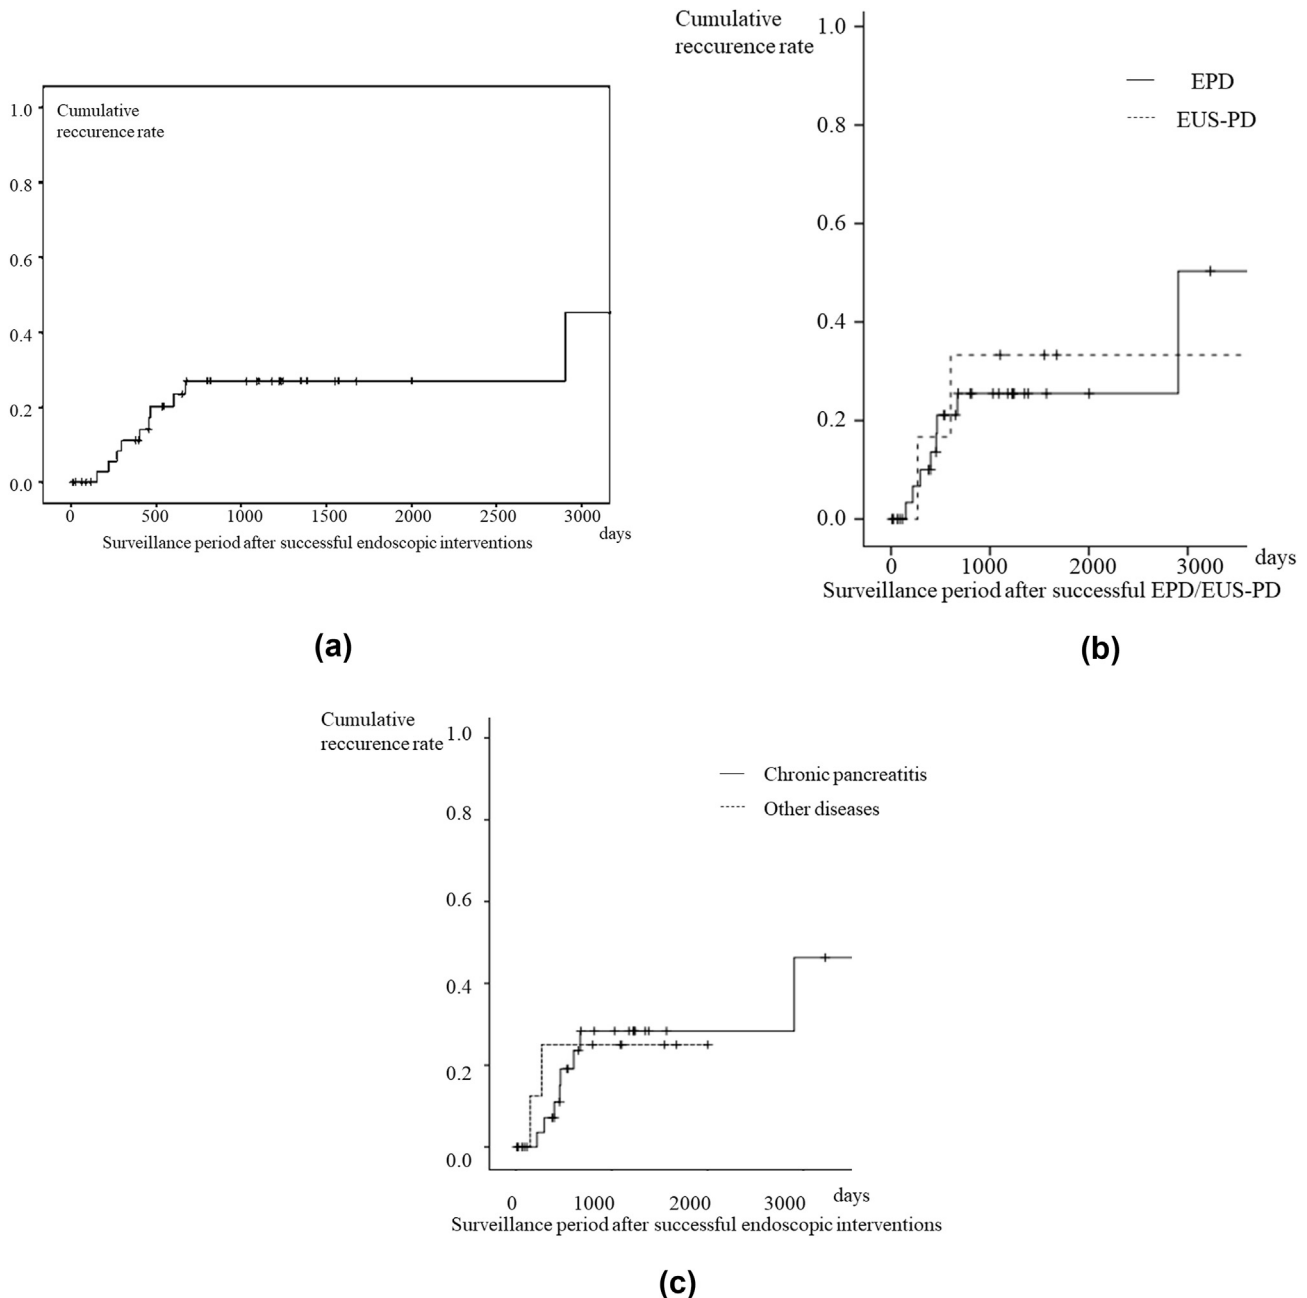 Cumulative
reccurence rate
1.0
0.8
0.6
0.4
0.2
0.0
0 500 1000 1500 2000 2500 3000
days
Surveillance period after successful endoscopic interventions
(a)
Cumulative
reccurence rate
1.0
0.8
0.6
0.4
0.2
0.0
EPD
EUS-PD
0 1000 2000 3000
days
Surveillance period after successful EPD/EUS-PD
(b)
Cumulative
reccurence rate
1.0
0.8
0.6
0.4
0.2
0.0
Chronic pancreatitis
Other diseases
0 1000 2000 3000
days
Surveillance period after successful endoscopic interventions
(c)